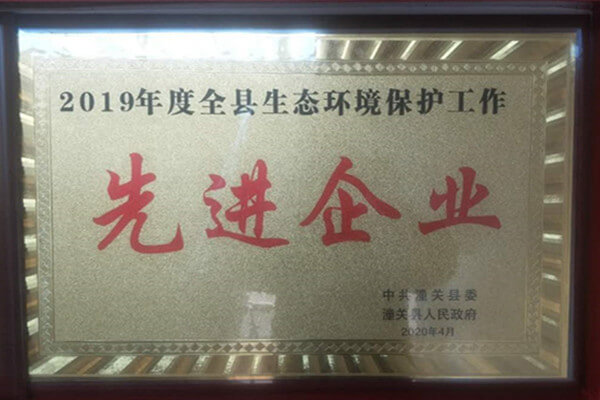 2019年度全县生态环境保护工作
先进企业
中共潼关县委
潼关县人民政府
2020年4月